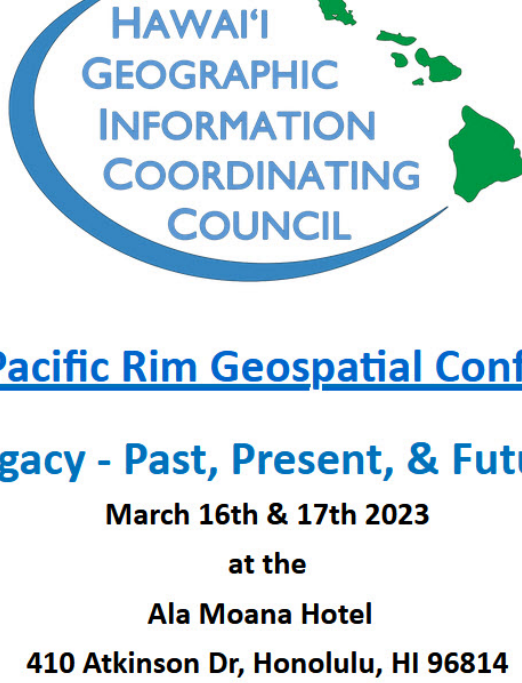 HAWAIʻI
GEOGRAPHIC
INFORMATION
COORDINATING
COUNCIL
Pacific Rim Geospatial Conf
gacy - Past, Present, & Futu
March 16th & 17th 2023
at the
Ala Moana Hotel
410 Atkinson Dr, Honolulu, HI 96814